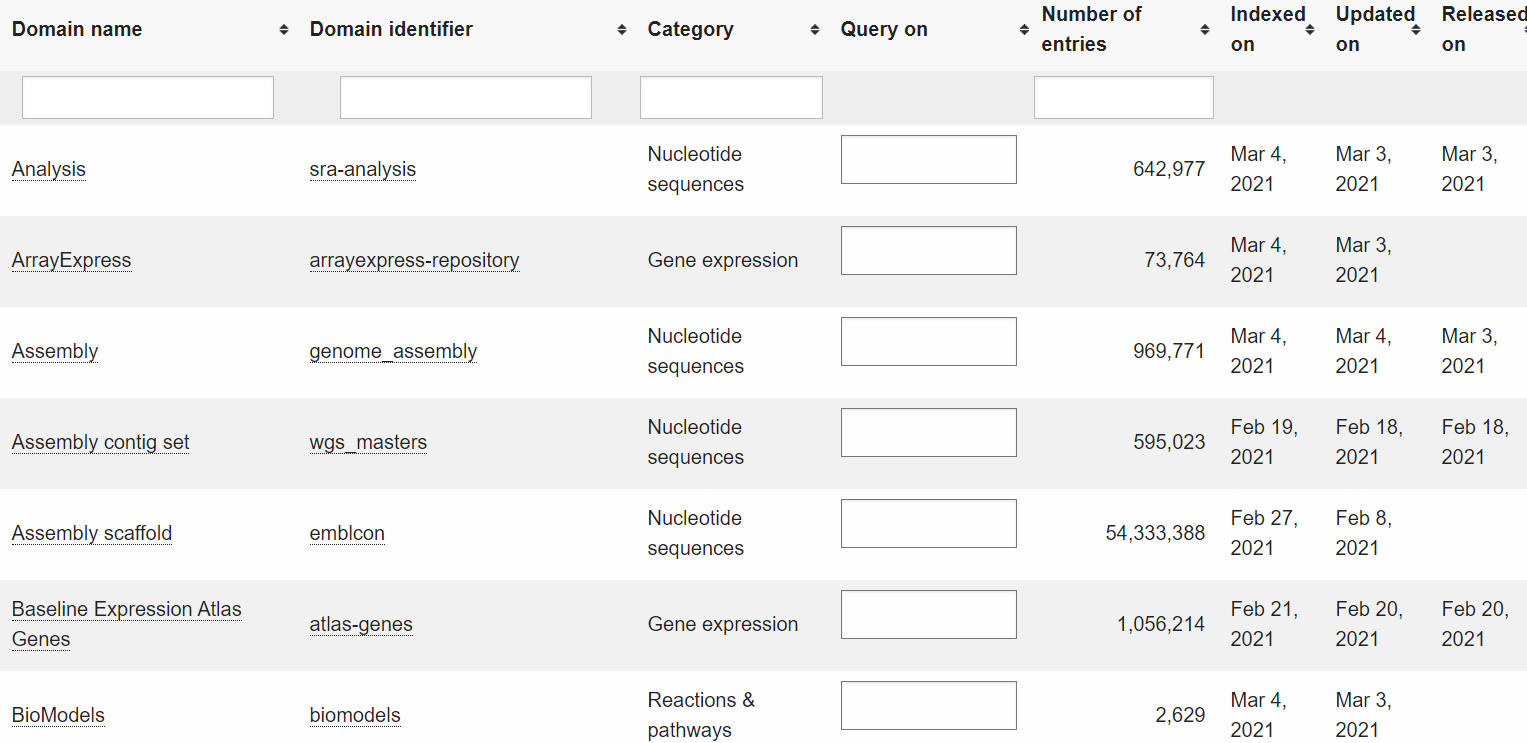 Domain name Domain identifier Category Query on Number of entries Indexed on Updated on Released on
Analysis sra-analysis Nucleotide sequences 642,977 Mar 4, 2021 Mar 3, 2021 Mar 3, 2021
ArrayExpress arrayexpress-repository Gene expression 73,764 Mar 4, 2021 Mar 3, 2021
Assembly genome_assembly Nucleotide sequences 969,771 Mar 4, 2021 Mar 4, 2021 Mar 3, 2021
Assembly contig set wgs_masters Nucleotide sequences 595,023 Feb 19, 2021 Feb 18, 2021 Feb 18, 2021
Assembly scaffold emblcon Nucleotide sequences 54,333,388 Feb 27, 2021 Feb 8, 2021
Baseline Expression Atlas Genes atlas-genes Gene expression 1,056,214 Feb 21, 2021 Feb 20, 2021 Feb 20, 2021
BioModels biomodels Reactions & pathways 2,629 Mar 4, 2021 Mar 3, 2021